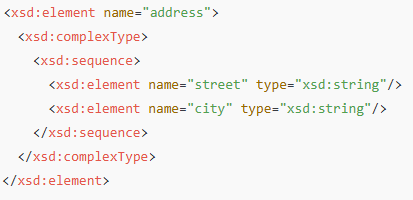 <xsd:element name="address">
  <xsd:complexType>
    <xsd:sequence>
      <xsd:element name="street" type="xsd:string"/>
      <xsd:element name="city" type="xsd:string"/>
    </xsd:sequence>
  </xsd:complexType>
</xsd:element>